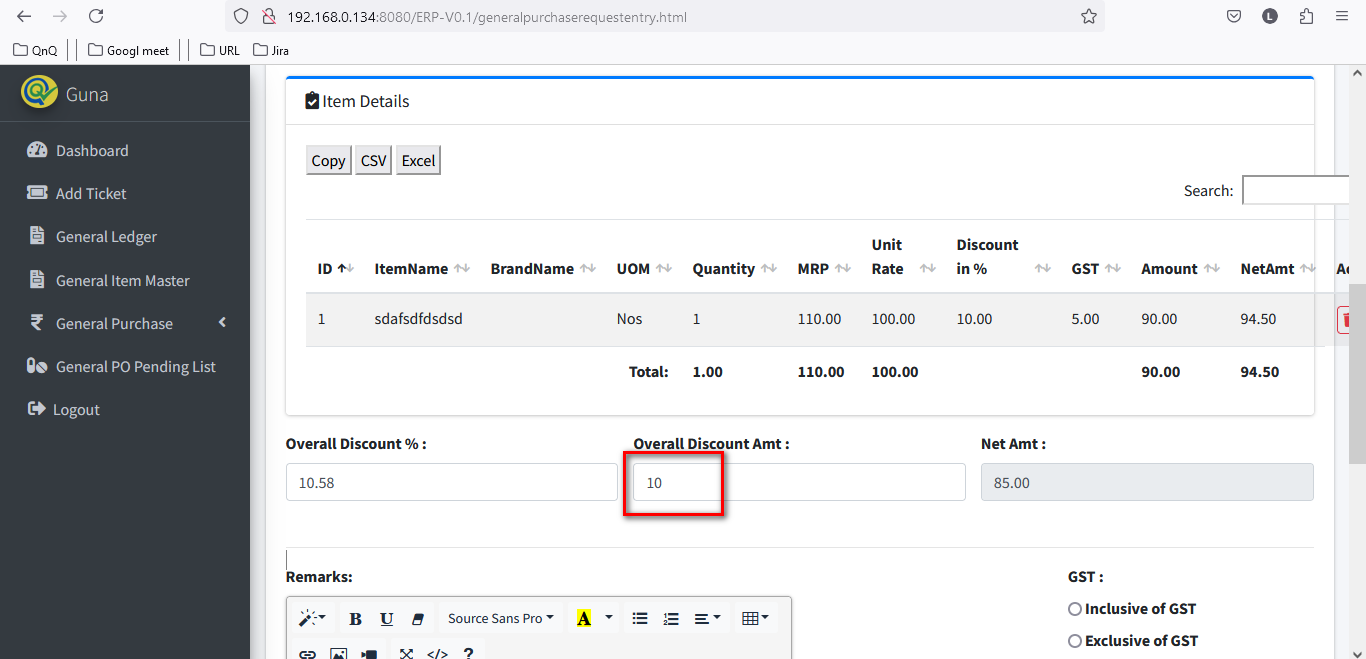 192.168.0.134:8080/ERP-V0.1/generalpurchaserequestentry.html
L
QnQ Googl meet URL Jira
Guna
Dashboard
Add Ticket
General Ledger
General Item Master
General Purchase
General PO Pending List
Logout
Item Details
Copy CSV Excel
Search:
ID ItemName BrandName UOM Quantity MRP Unit Rate Discount in % GST Amount NetAmt
1 sdafsdfdsdsd Nos 1 110.00 100.00 10.00 5.00 90.00 94.50
Total: 1.00 110.00 100.00 90.00 94.50
Overall Discount % : Overall Discount Amt : Net Amt :
10.58 10 85.00
Remarks: GST :
Inclusive of GST
Exclusive of GST
B U Source Sans Pro A
</> ?